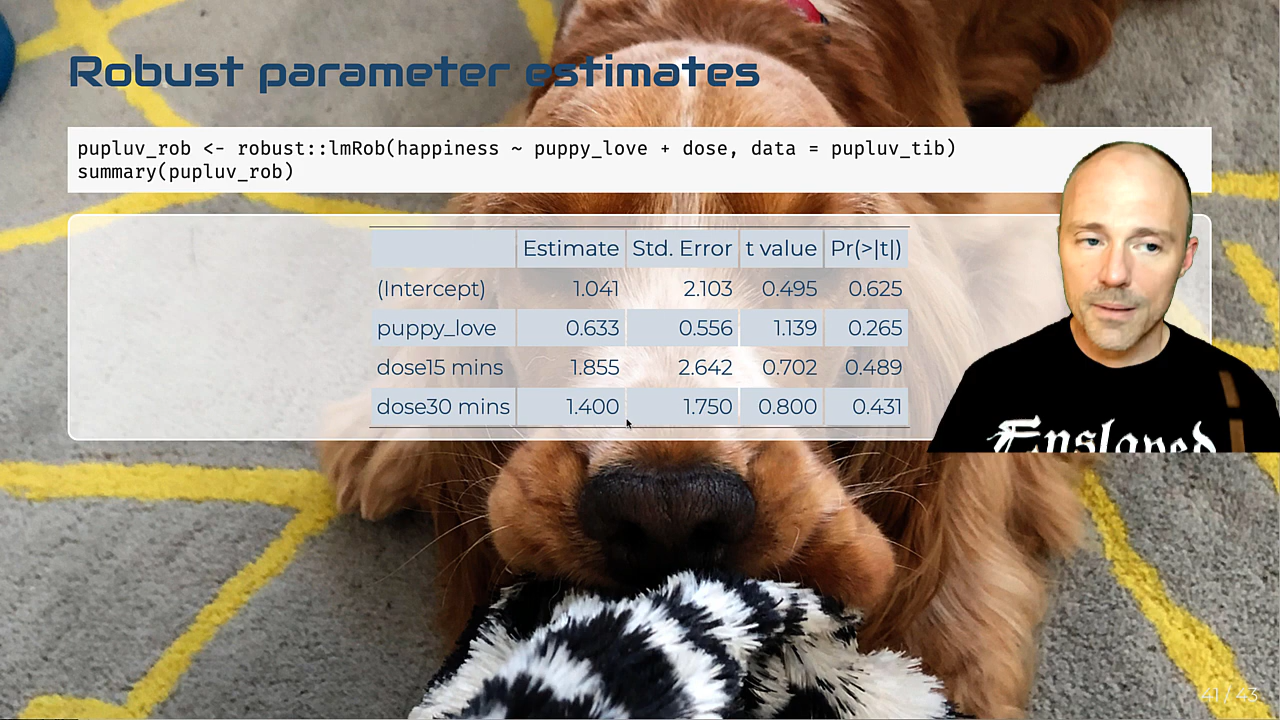 Robust parameter estimates
pupluv_rob <- robust::lmRob(happiness ~ puppy_love + dose, data = pupluv_tib)
summary(pupluv_rob)
Estimate Std. Error t value Pr(>|t|)
(Intercept) 1.041 2.103 0.495 0.625
puppy_love 0.633 0.556 1.139 0.265
dose15 mins 1.855 2.642 0.702 0.489
dose30 mins 1.400 1.750 0.800 0.431
Enslaved
41 / 43